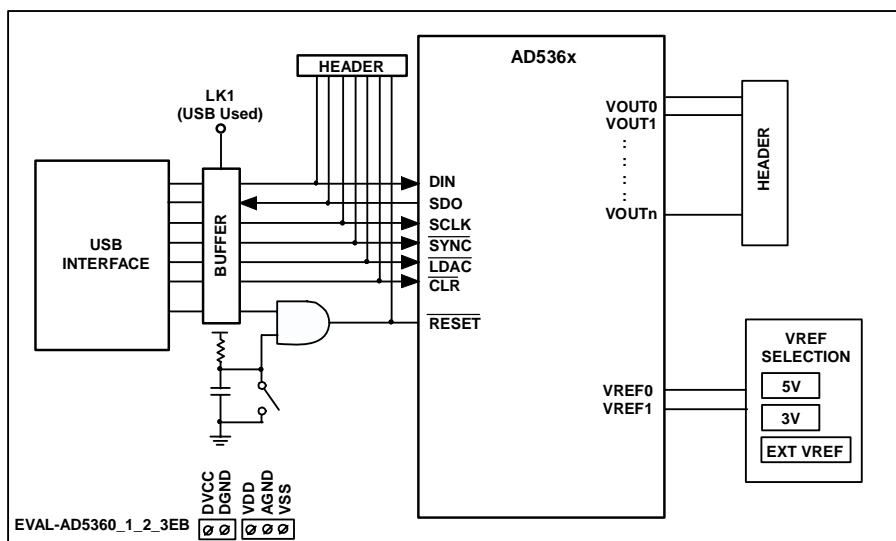 HEADER
AD536x
LK1
(USB Used)
VOUT0
VOUT1
VOUTn
HEADER
USB
INTERFACE
BUFFER
DIN
SDO
SCLK
SYNC
LDAC
CLR
RESET
VREF
SELECTION
5V
3V
EXT VREF
VREF0
VREF1
DVCC
DGND
VDD
AGND
VSS
EVAL-AD5360_1_2_3EB